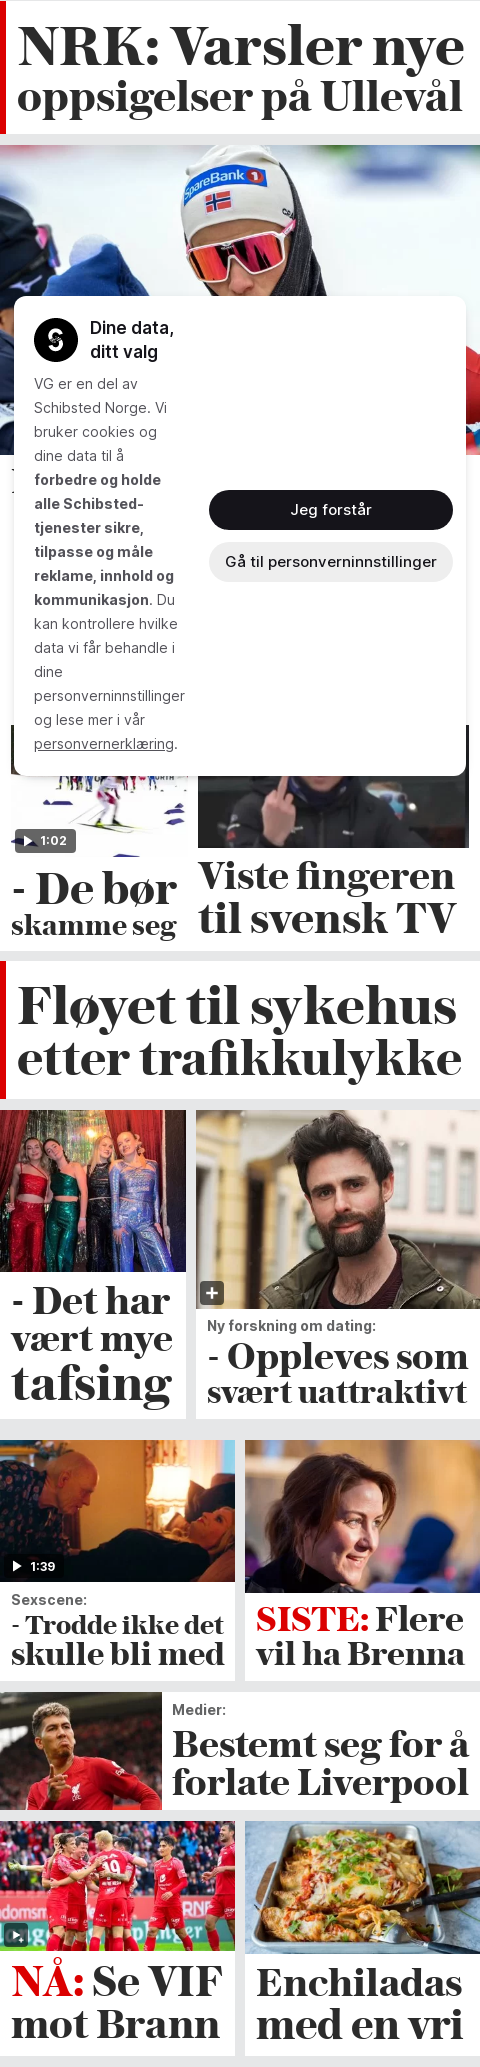 NRK: Varsler nye
oppsigelser på Ullevål
SpareBank 1
Dine data,
ditt valg
VG er en del av
Schibsted Norge. Vi
bruker cookies og
dine data til å
forbedre og holde
alle Schibsted-
tjenester sikre,
tilpasse og måle
reklame, innhold og
kommunikasjon. Du
kan kontrollere hvilke
data vi får behandle i
dine
personverninnstillinger
og lese mer i vår
personvernerklæring.
Jeg forstår
Gå til personverninnstillinger
1:02
- De bør
skamme seg
Viste fingeren
til svensk TV
Fløyet til sykehus
etter trafikkulykke
- Det har
vært mye
tafsing
Ny forskning om dating:
- Oppleves som
svært uattraktivt
1:39
Sexscene:
- Trodde ikke det
skulle bli med
SISTE: Flere
vil ha Brenna
Medier:
Bestemt seg for å
forlate Liverpool
19
NÅ: Se VIF
mot Brann
Enchiladas
med en vri